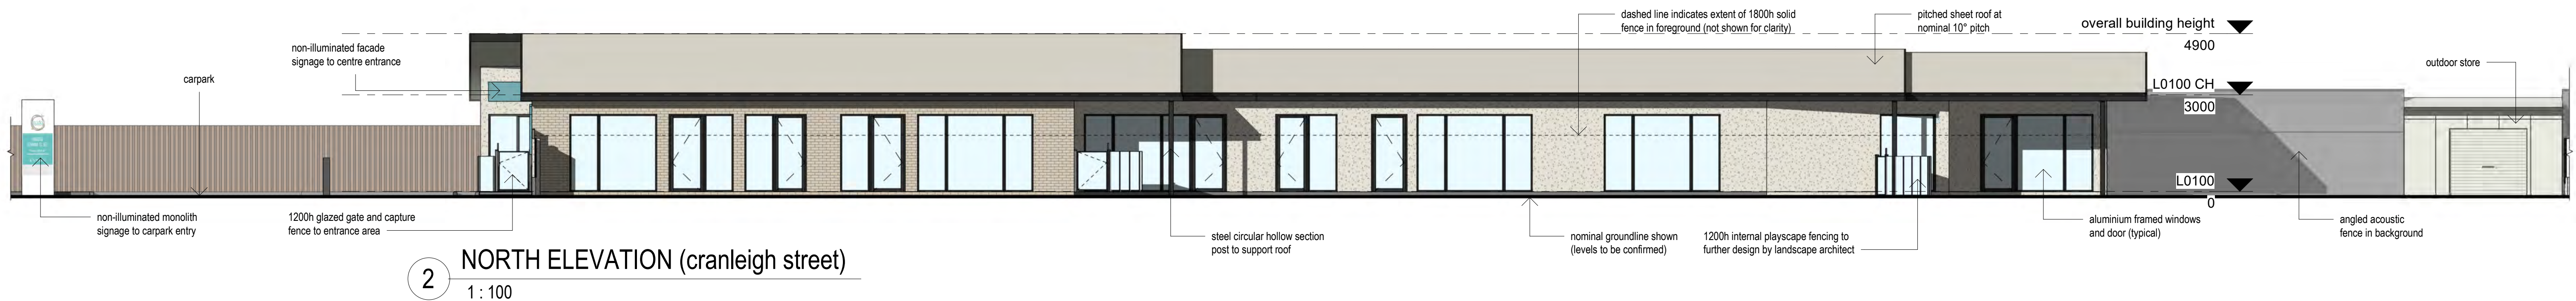 non-illuminated facade
signage to centre entrance
carpark
dashed line indicates extent of 1800h solid
fence in foreground (not shown for clarity)
pitched sheet roof at
nominal 10° pitch
overall building height
4900
L0100 CH
3000
outdoor store
L0100
0
non-illuminated monolith
signage to carpark entry
1200h glazed gate and capture
fence to entrance area
steel circular hollow section
post to support roof
nominal groundline shown
(levels to be confirmed)
1200h internal playscape fencing to
further design by landscape architect
aluminium framed windows
and door (typical)
angled acoustic
fence in background
2
NORTH ELEVATION (cranleigh street)
1 : 100